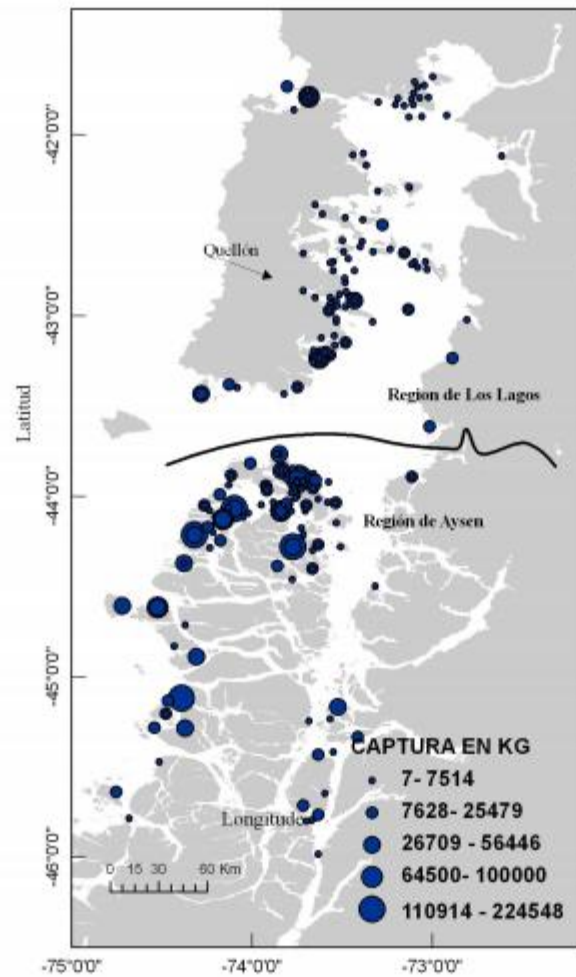 -42°0'0"
Quellón
-43°0'0"
Latitud
Region de Los Lagos
-44°0'0"
Región de Aysen
-45°0'0"
CAPTURA EN KG
7- 7514
7628- 25479
Longitude
26709 - 56446
-46°0'0"
0 15 30 60 Km
64500- 100000
110914 - 224548
-75°0'0"
-74°0'0"
-73°0'0"